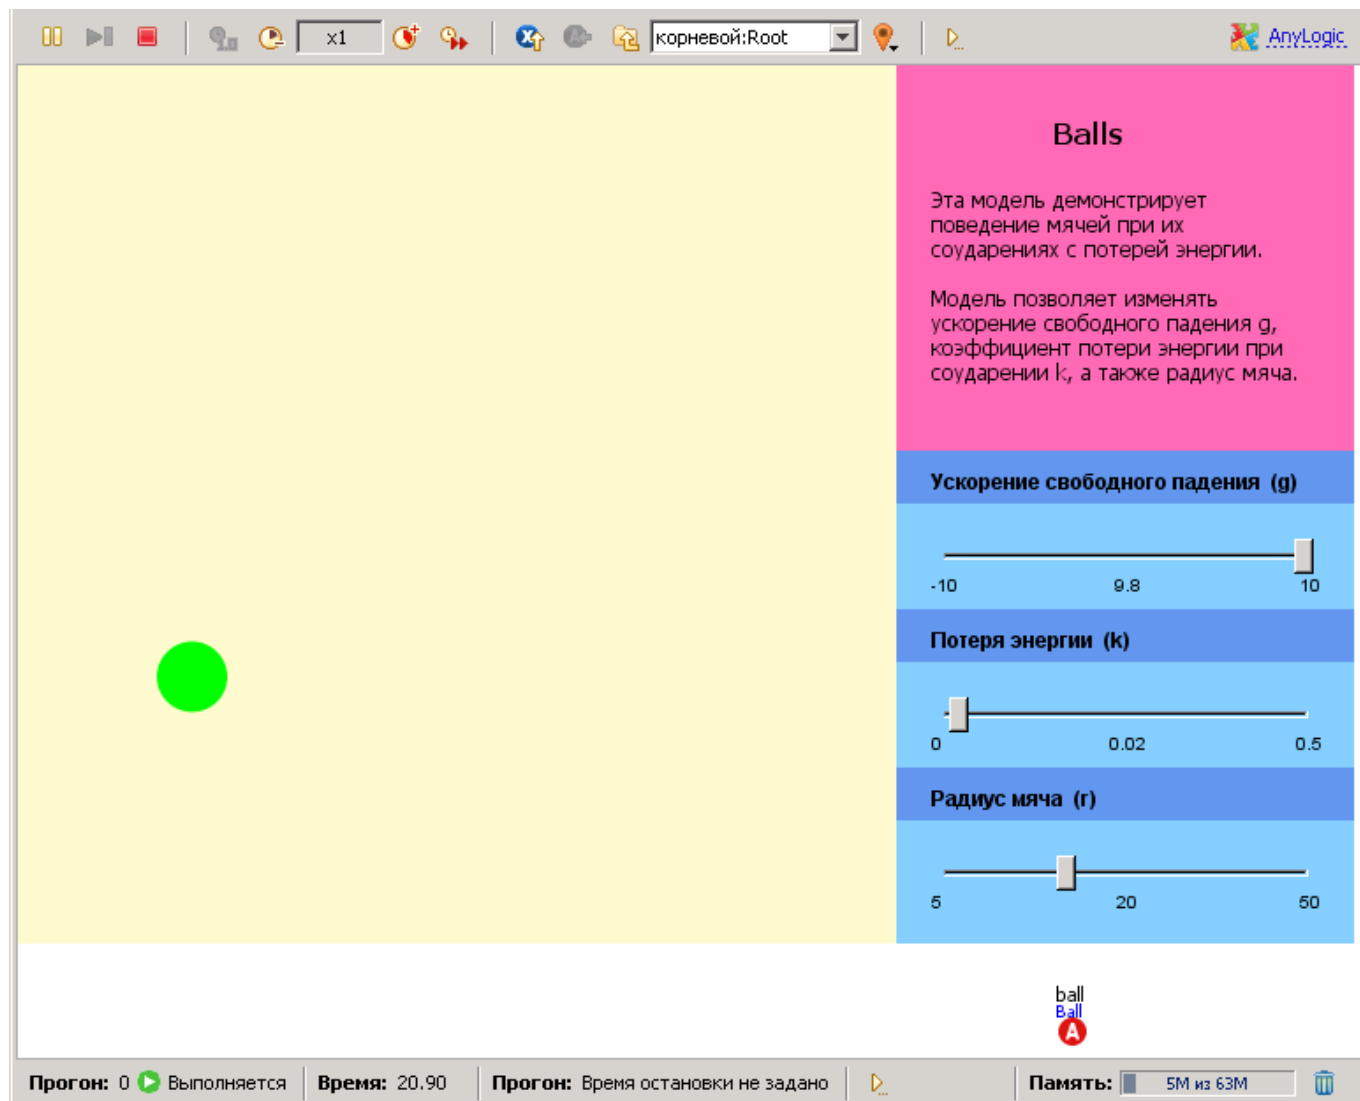 x1 корневой:Root AnyLogic
Balls
Эта модель демонстрирует
поведение мячей при их
соударениях с потерей энергии.
Модель позволяет изменять
ускорение свободного падения g,
коэффициент потери энергии при
соударении k, а также радиус мяча.
Ускорение свободного падения (g)
-10 9.8 10
Потеря энергии (k)
0 0.02 0.5
Радиус мяча (r)
5 20 50
ball
Ball
A
Прогон: 0 Выполняется Время: 20.90 Прогон: Время остановки не задано Память: 5M из 63M